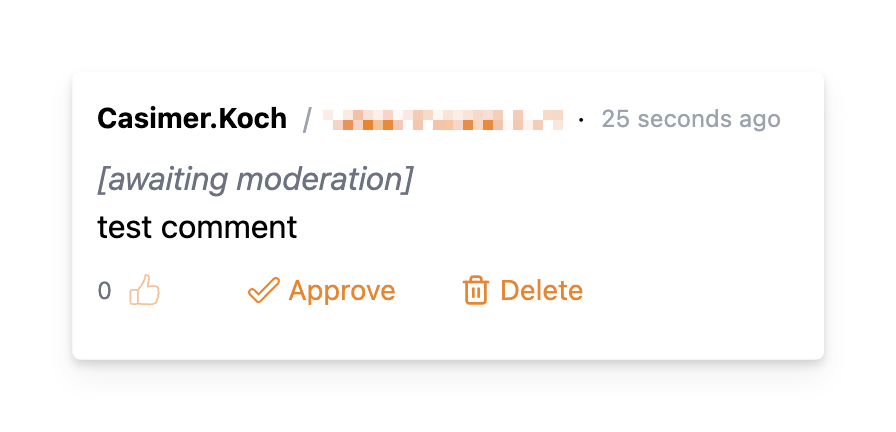 Casimer.Koch / · 25 seconds ago
[awaiting moderation]
test comment
0 Approve Delete